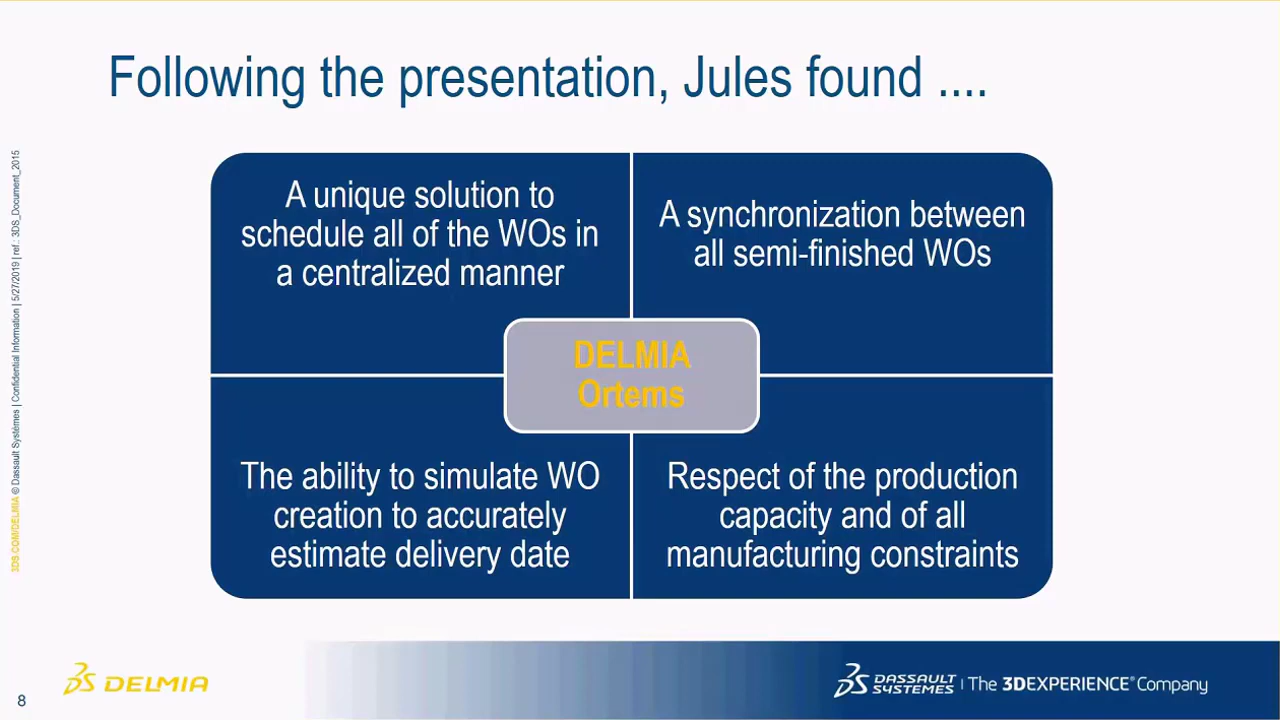 Following the presentation, Jules found ....
A unique solution to
schedule all of the WOs in
a centralized manner
A synchronization between
all semi-finished WOs
DELMIA
Ortems
The ability to simulate WO
creation to accurately
estimate delivery date
Respect of the production
capacity and of all
manufacturing constraints
3DS.COM/DELMIA © Dassault Systèmes | Confidential Information | 5/27/2019 | ref.: 3DS_Document_2015
8
DELMIA
DASSAULT
SYSTEMES | The 3DEXPERIENCE® Company